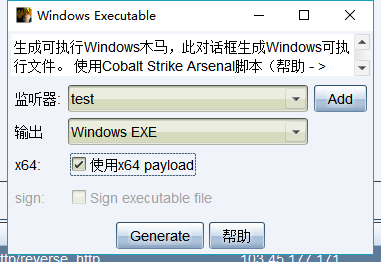 Windows Executable
生成可执行Windows木马，此对话框生成Windows可执
行文件。 使用Cobalt Strike Arsenal脚本（帮助 - >
监听器: test Add
输出 Windows EXE
x64: 使用x64 payload
sign: Sign executable file
Generate 帮助
ttp/reverse_http 103.45.177.171